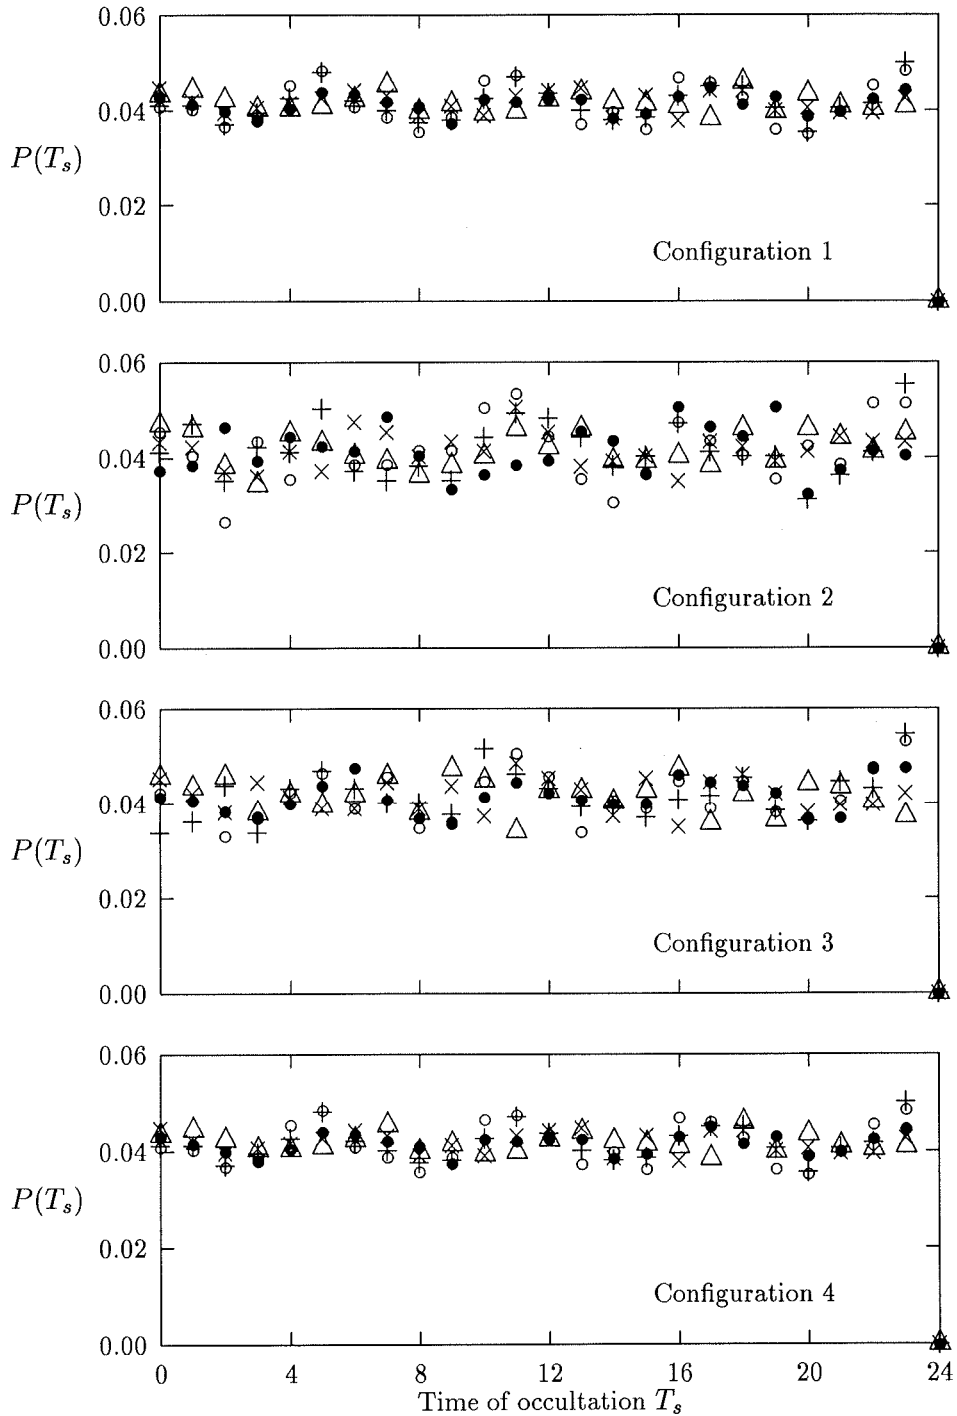 0.06
0.04
P(T_s)
0.02
Configuration 1
0.00
0.06
0.04
P(T_s)
0.02
Configuration 2
0.00
0.06
0.04
P(T_s)
0.02
Configuration 3
0.00
0.06
0.04
P(T_s)
0.02
Configuration 4
0.00
0 4 8 12 16 20 24
Time of occultation T_s